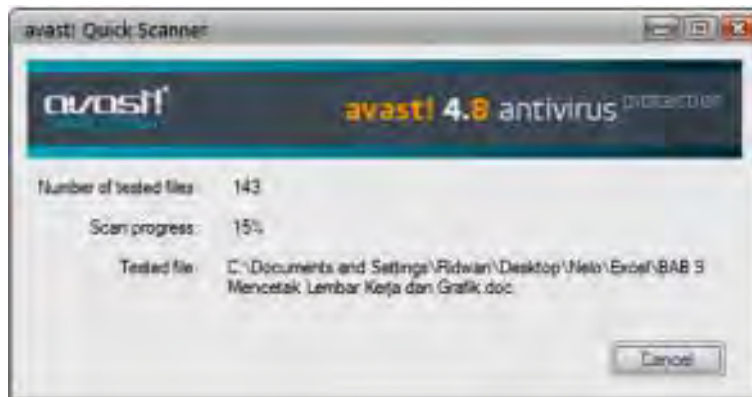 avast! Quick Scanner
avast!
avast! 4.8 antivirus protection
Number of tested files 143
Scan progress 15%
Tested file C:\Documents and Settings\Ridwan\Desktop\Nelo\Excel\BAB 9
Mencetak Lembar Kerja dan Grafik.doc
Cancel